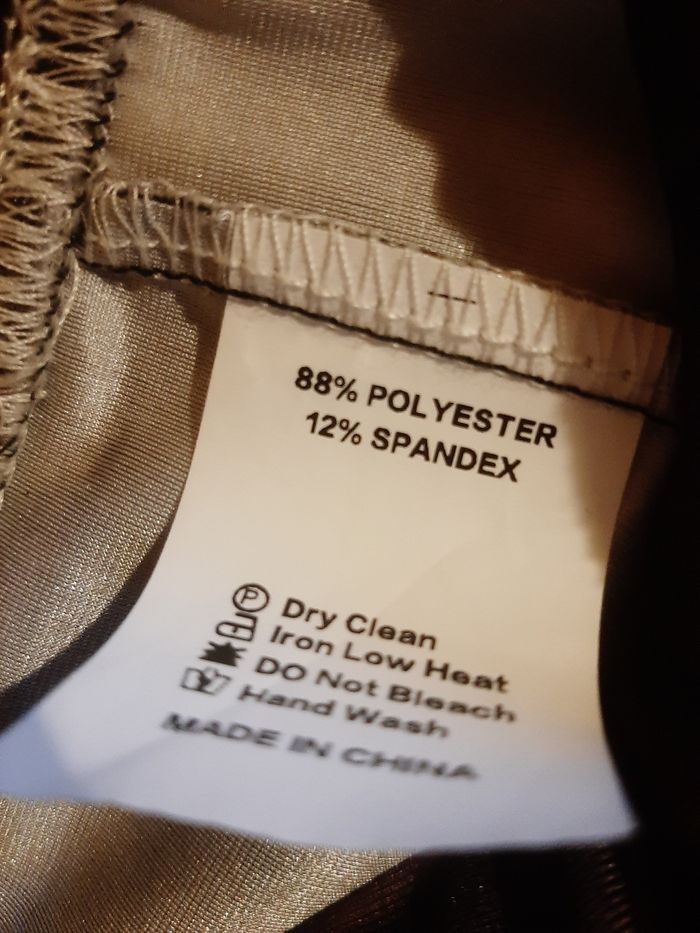 88% POLYESTER
12% SPANDEX
P Dry Clean
Iron Low Heat
DO Not Bleach
Hand Wash
MADE IN CHINA